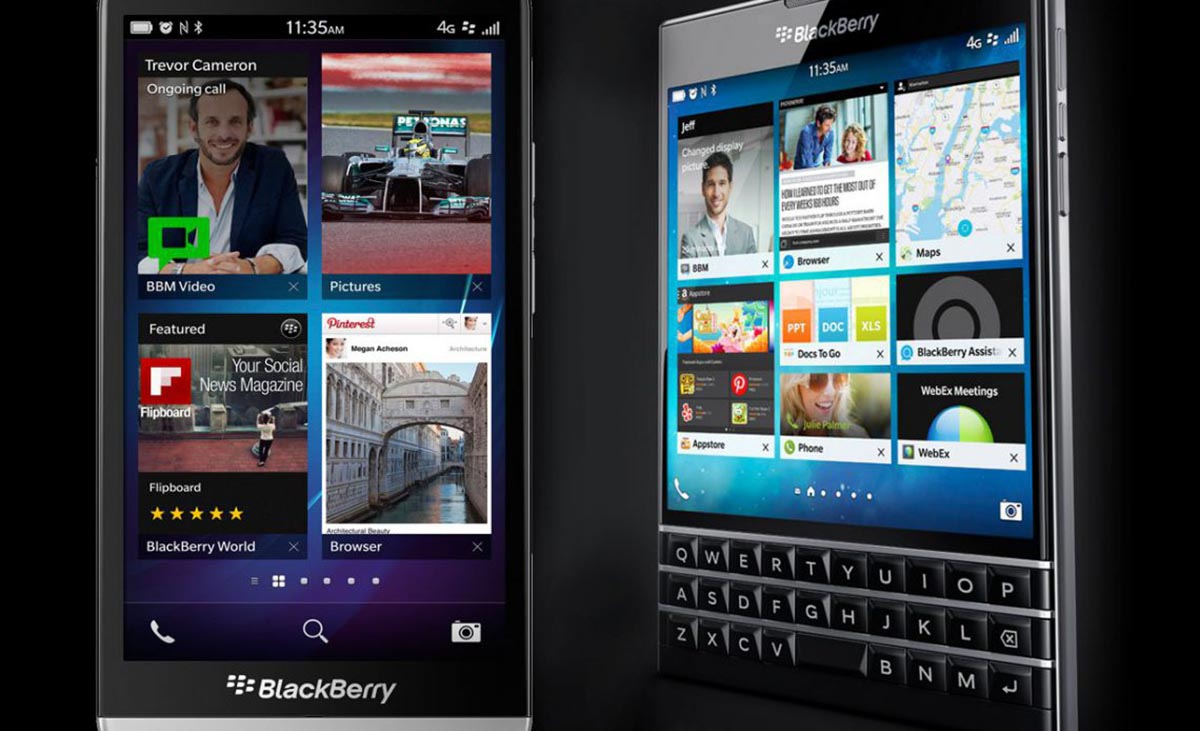 11:35AM
4G
Trevor Cameron
Ongoing call
BBM Video
PETRONAS
Pictures
Featured
Your Social
News Magazine
Flipboard
Flipboard
BlackBerry World
Pinterest
Megan Acheson
Architecture
Architectural Beauty
Browser
BlackBerry
BlackBerry
11:35AM
4G
Jeff
Changed display
picture.
BBM
HOW I LEARNED TO GET THE MOST OUT OF
EVERY WEEKS 168 HOURS
Browser
Maps
Appstore
Appstore
PPT
DOC
XLS
Docs To Go
BlackBerry Assista
Julie Palmer
Phone
WebEx Meetings
WebEx
Q W E R T Y U I O P
A S D F G H J K L
Z X C V B N M